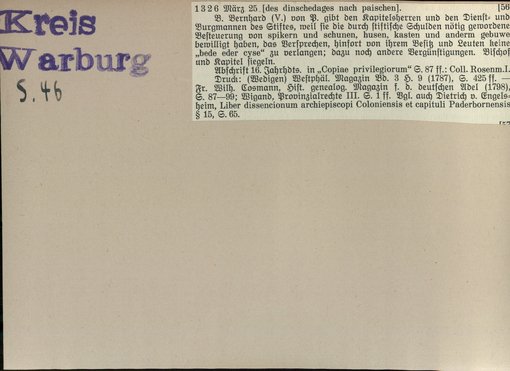 Kreis
Warburg
S. 46
1326 März 25 [des dinschedages nach paischen]. [56
B. Bernhard (V.) von P. gibt den Kapitelsherren und den Dienst- und
Burgmannen des Stiftes, weil sie die durch stiftische Schulden nötig gewordene
Besteuerung von spikern und schunen, husen, kasten und anderm gebuwe
bewilligt haben, das Versprechen, hinfort von ihrem Besitz und Leuten keine
„bede eder cyse“ zu verlangen; dazu noch andere Vergünstigungen. Bischof
und Kapitel siegeln.
Abschrift 16. Jahrhdts. in „Copiae privilegiorum“ S. 87 ff.: Coll. Rosenm. I.
Druck: (Wedigen) Westphäl. Magazin Bd. 3 H. 9 (1787), S. 425 ff. —
Fr. Wilh. Cosmann, Hist. genealog. Magazin f. d. deutschen Adel (1798),
S. 87—99; Wigand, Provinzialrechte III. S. 1 ff. Vgl. auch Dietrich v. Engels-
heim, Liber dissencionum archiepiscopi Coloniensis et capituli Paderbornensis
§ 15, S. 65.